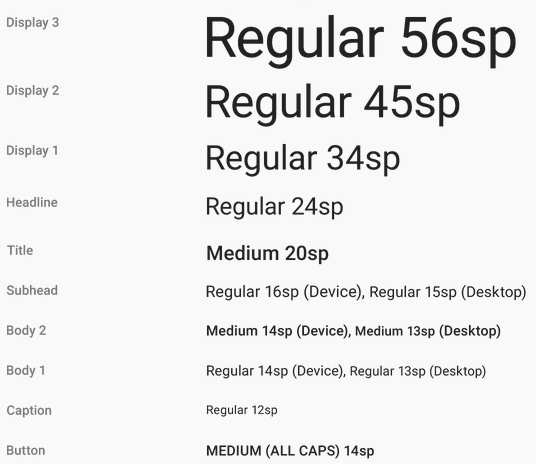 Display 3 Regular 56sp
Display 2 Regular 45sp
Display 1 Regular 34sp
Headline Regular 24sp
Title Medium 20sp
Subhead Regular 16sp (Device), Regular 15sp (Desktop)
Body 2 Medium 14sp (Device), Medium 13sp (Desktop)
Body 1 Regular 14sp (Device), Regular 13sp (Desktop)
Caption Regular 12sp
Button MEDIUM (ALL CAPS) 14sp